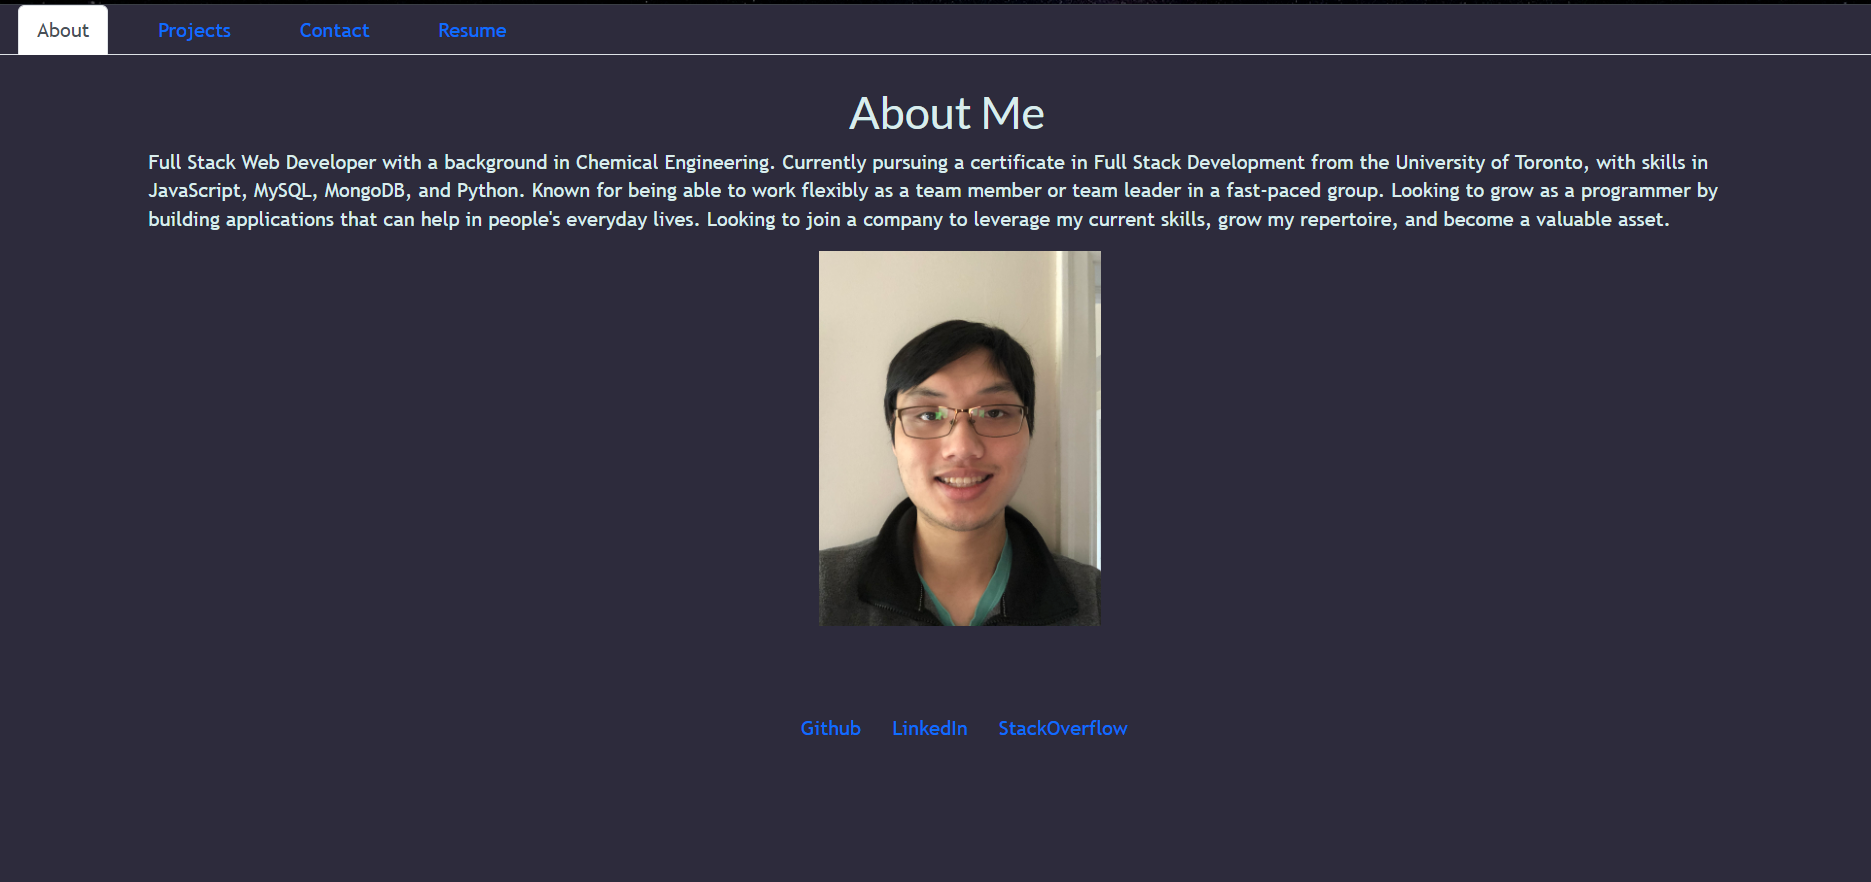 About Projects Contact Resume
About Me
Full Stack Web Developer with a background in Chemical Engineering. Currently pursuing a certificate in Full Stack Development from the University of Toronto, with skills in
JavaScript, MySQL, MongoDB, and Python. Known for being able to work flexibly as a team member or team leader in a fast-paced group. Looking to grow as a programmer by
building applications that can help in people's everyday lives. Looking to join a company to leverage my current skills, grow my repertoire, and become a valuable asset.
Github LinkedIn StackOverflow